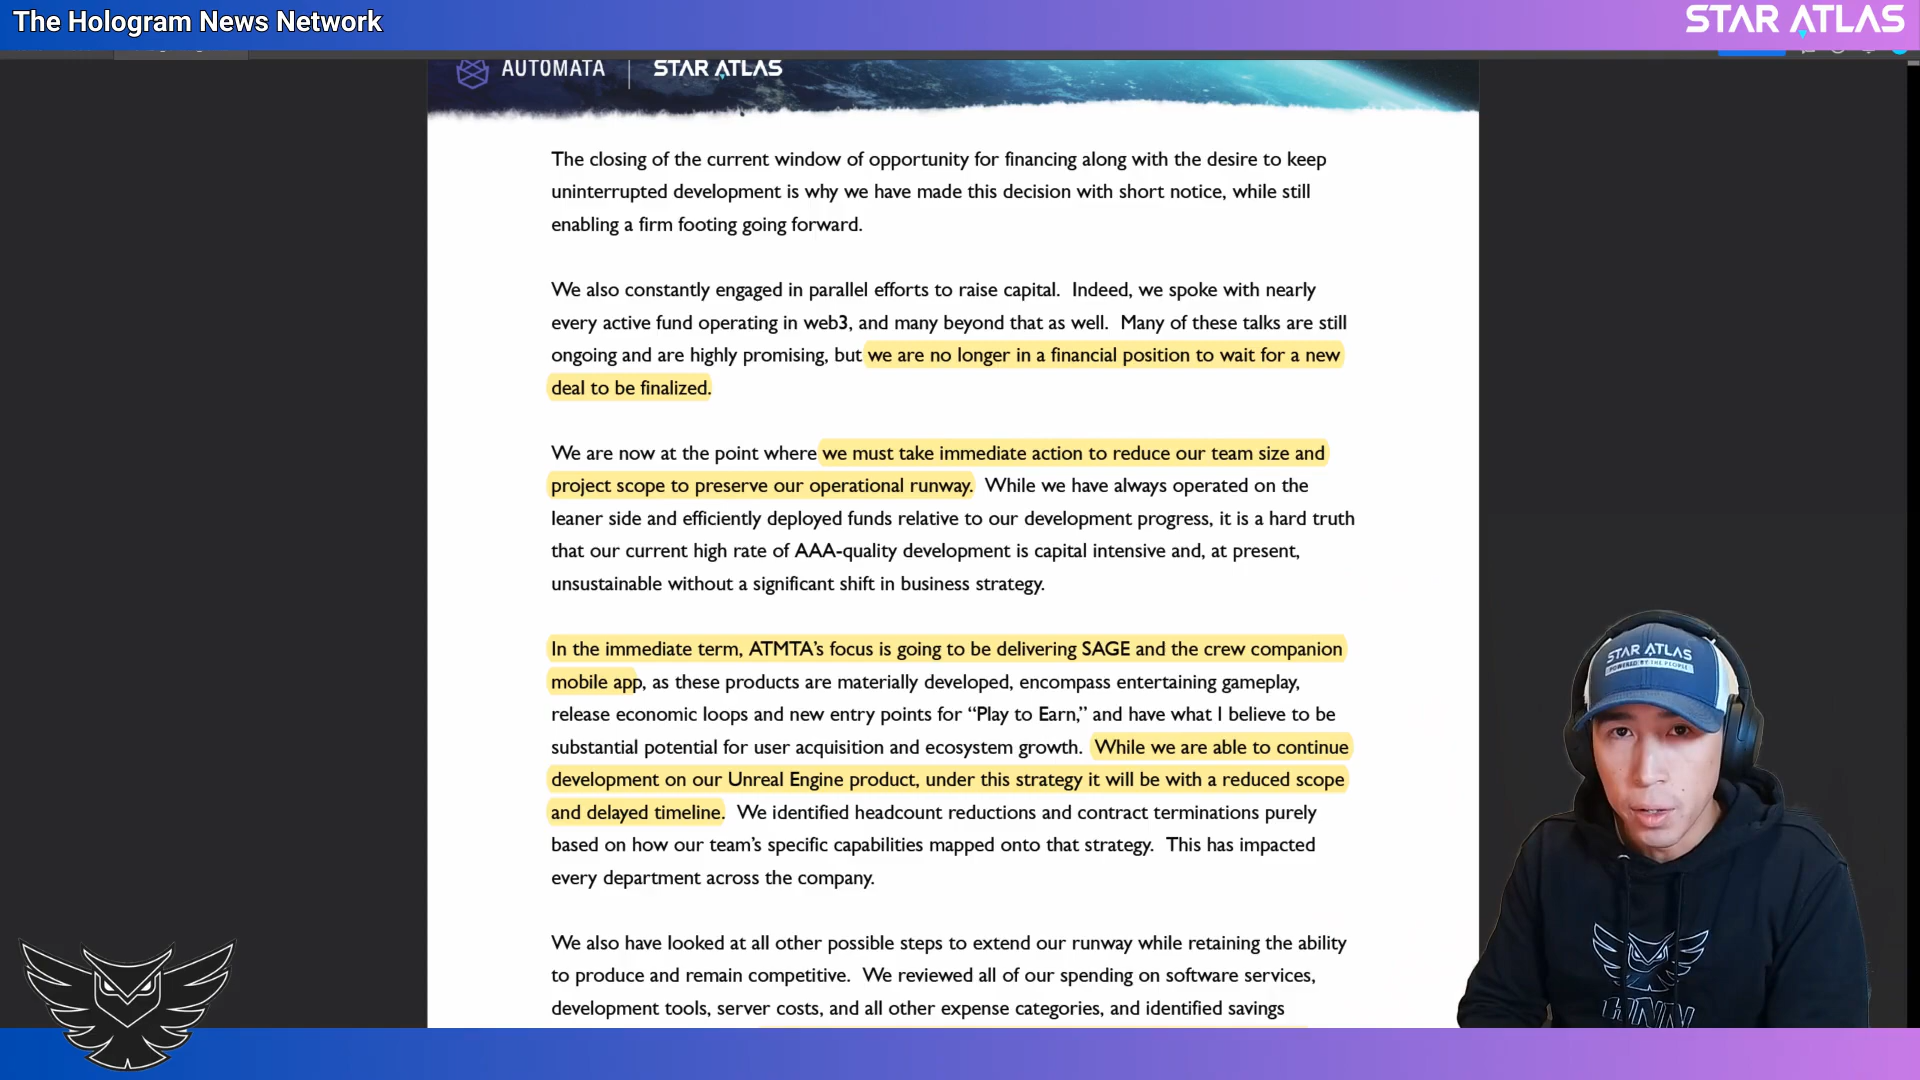 The Hologram News Network
STAR ATLAS
AUTOMATA | STAR ATLAS
The closing of the current window of opportunity for financing along with the desire to keep
uninterrupted development is why we have made this decision with short notice, while still
enabling a firm footing going forward.
We also constantly engaged in parallel efforts to raise capital.  Indeed, we spoke with nearly
every active fund operating in web3, and many beyond that as well.  Many of these talks are still
ongoing and are highly promising, but we are no longer in a financial position to wait for a new
deal to be finalized.
We are now at the point where we must take immediate action to reduce our team size and
project scope to preserve our operational runway.  While we have always operated on the
leaner side and efficiently deployed funds relative to our development progress, it is a hard truth
that our current high rate of AAA-quality development is capital intensive and, at present,
unsustainable without a significant shift in business strategy.
In the immediate term, ATMTA’s focus is going to be delivering SAGE and the crew companion
mobile app, as these products are materially developed, encompass entertaining gameplay,
release economic loops and new entry points for “Play to Earn,” and have what I believe to be
substantial potential for user acquisition and ecosystem growth.  While we are able to continue
development on our Unreal Engine product, under this strategy it will be with a reduced scope
and delayed timeline.  We identified headcount reductions and contract terminations purely
based on how our team’s specific capabilities mapped onto that strategy.  This has impacted
every department across the company.
We also have looked at all other possible steps to extend our runway while retaining the ability
to produce and remain competitive.  We reviewed all of our spending on software services,
development tools, server costs, and all other expense categories, and identified savings
STAR ATLAS
POWERED BY THE PEOPLE
HNN